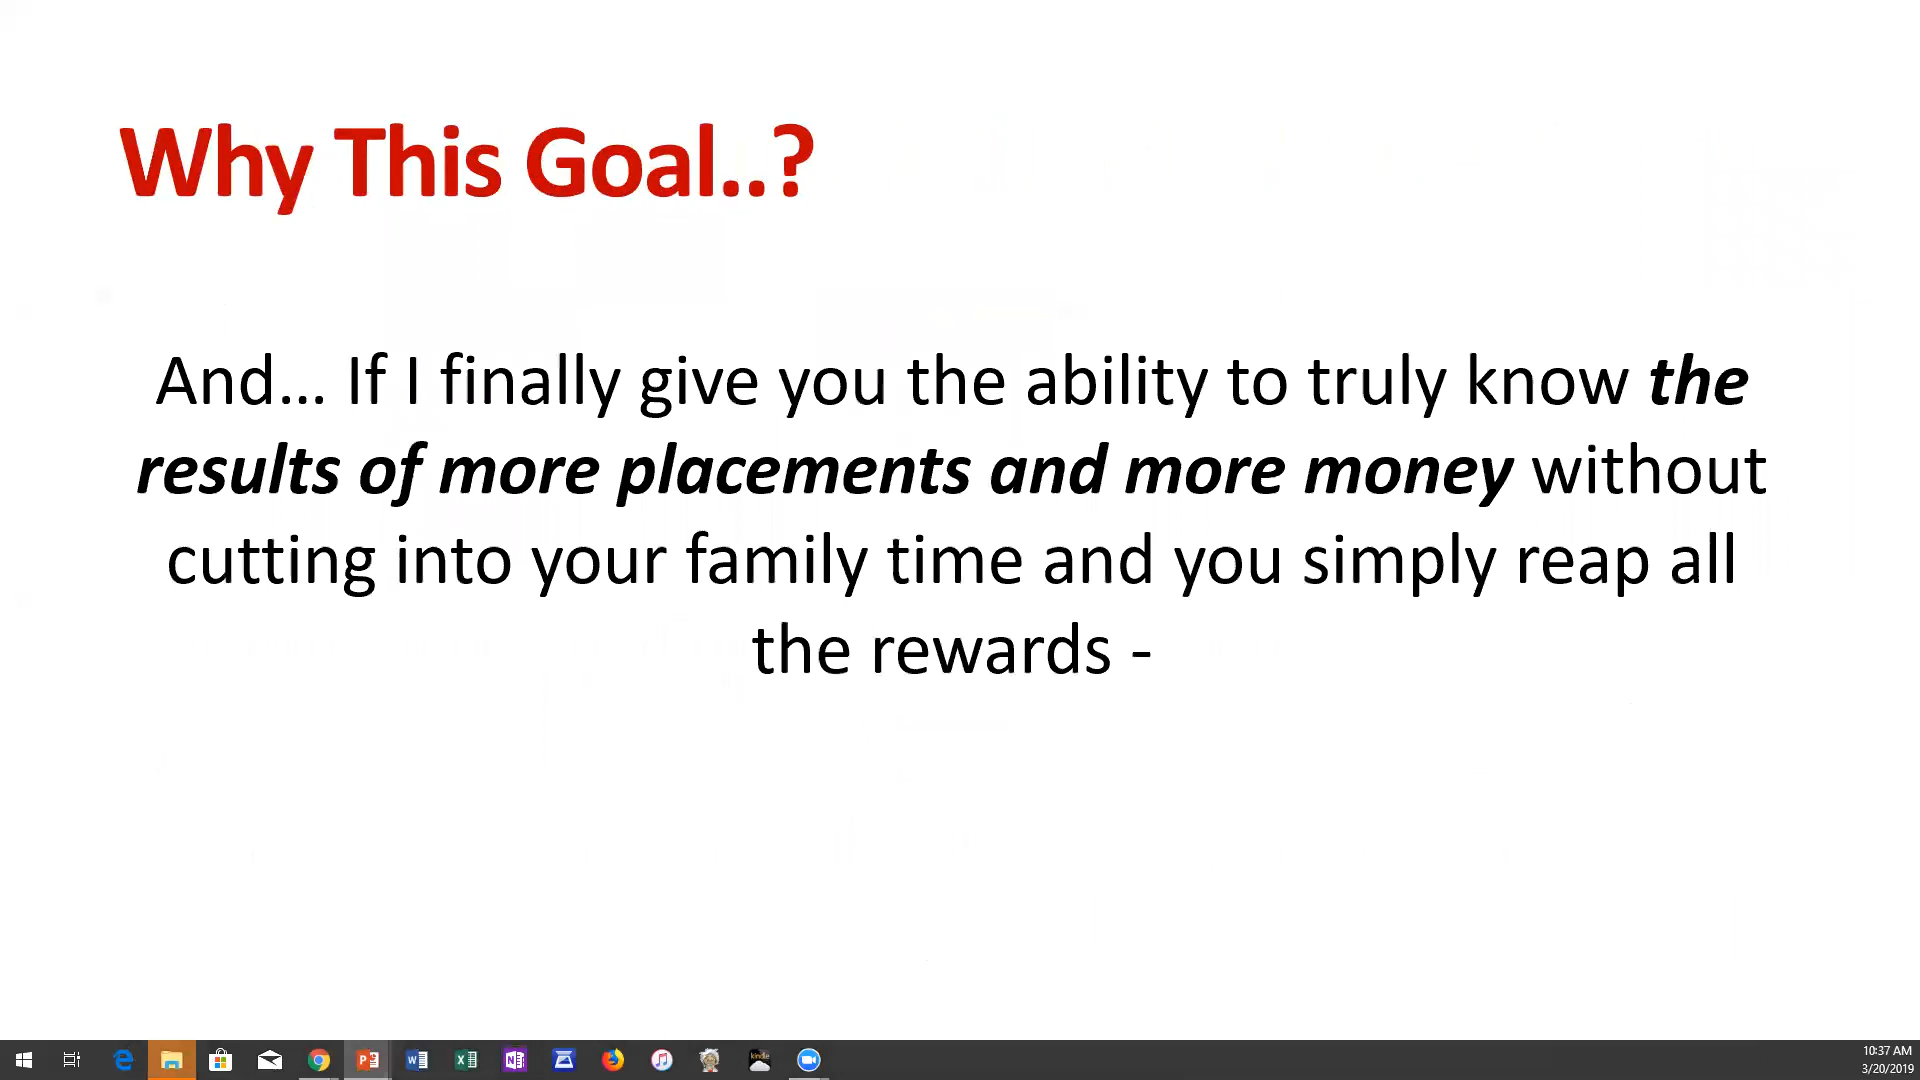 Why This Goal..?
And... If I finally give you the ability to truly know the
results of more placements and more money without
cutting into your family time and you simply reap all
the rewards -
kindle
10:37 AM
3/20/2019